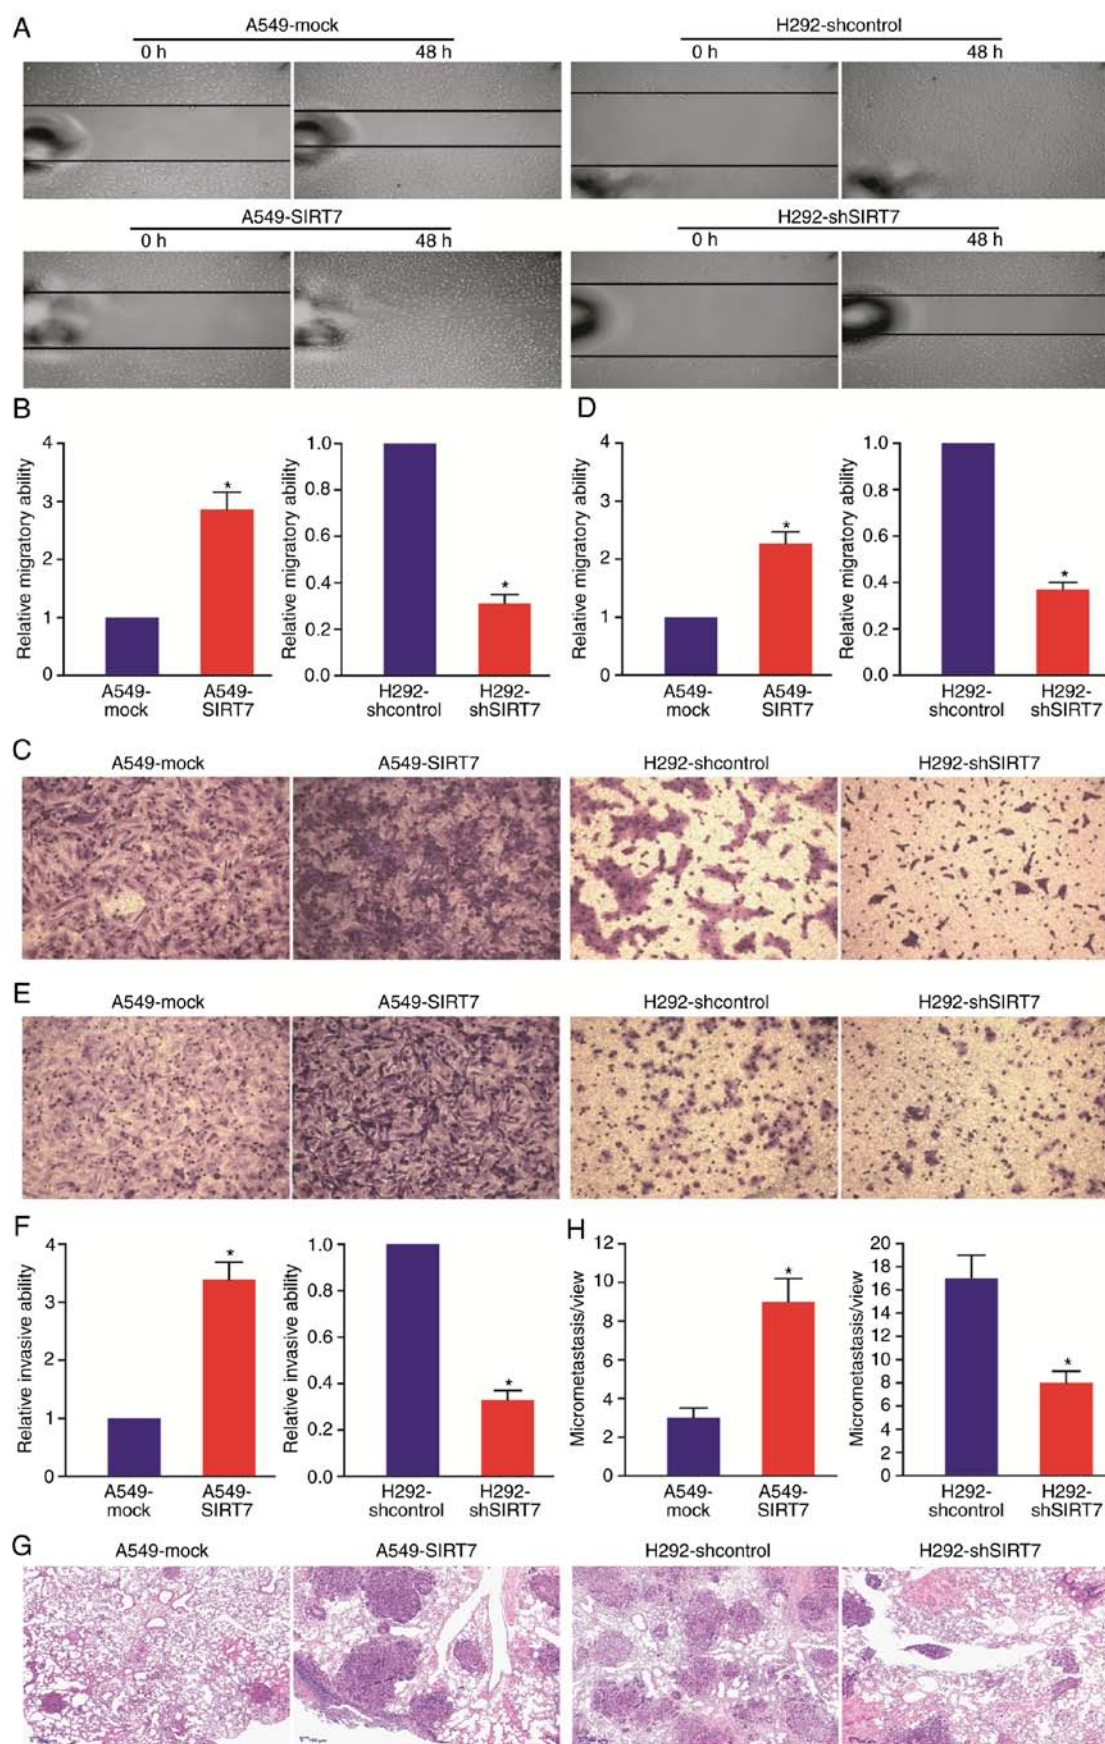 A
A549-mock
0 h 48 h
H292-shcontrol
0 h 48 h
A549-SIRT7
0 h 48 h
H292-shSIRT7
0 h 48 h
B
Relative migratory ability
4
3
2
1
0
*
A549-
mock
A549-
SIRT7
Relative migratory ability
1.0
0.8
0.6
0.4
0.2
0.0
*
H292-
shcontrol
H292-
shSIRT7
D
Relative migratory ability
4
3
2
1
0
*
A549-
mock
A549-
SIRT7
Relative migratory ability
1.0
0.8
0.6
0.4
0.2
0.0
*
H292-
shcontrol
H292-
shSIRT7
C
A549-mock A549-SIRT7 H292-shcontrol H292-shSIRT7
E
A549-mock A549-SIRT7 H292-shcontrol H292-shSIRT7
F
Relative invasive ability
4
3
2
1
0
*
A549-
mock
A549-
SIRT7
Relative invasive ability
1.0
0.8
0.6
0.4
0.2
0.0
*
H292-
shcontrol
H292-
shSIRT7
H
Micrometastasis/view
12
10
8
6
4
2
0
*
A549-
mock
A549-
SIRT7
Micrometastasis/view
20
18
16
14
12
10
8
6
4
2
0
*
H292-
shcontrol
H292-
shSIRT7
G
A549-mock A549-SIRT7 H292-shcontrol H292-shSIRT7